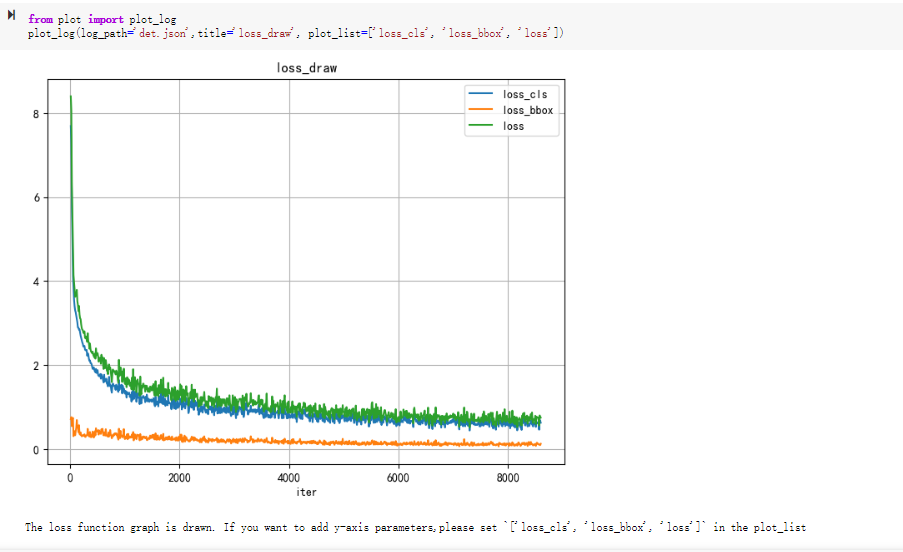 from plot import plot_log
plot_log(log_path='det.json',title='loss_draw', plot_list=['loss_cls', 'loss_bbox', 'loss'])
loss_draw
loss_cls
loss_bbox
loss
8
6
4
2
0
0 2000 4000 6000 8000
iter
The loss function graph is drawn. If you want to add y-axis parameters,please set `['loss_cls', 'loss_bbox', 'loss']` in the plot_list